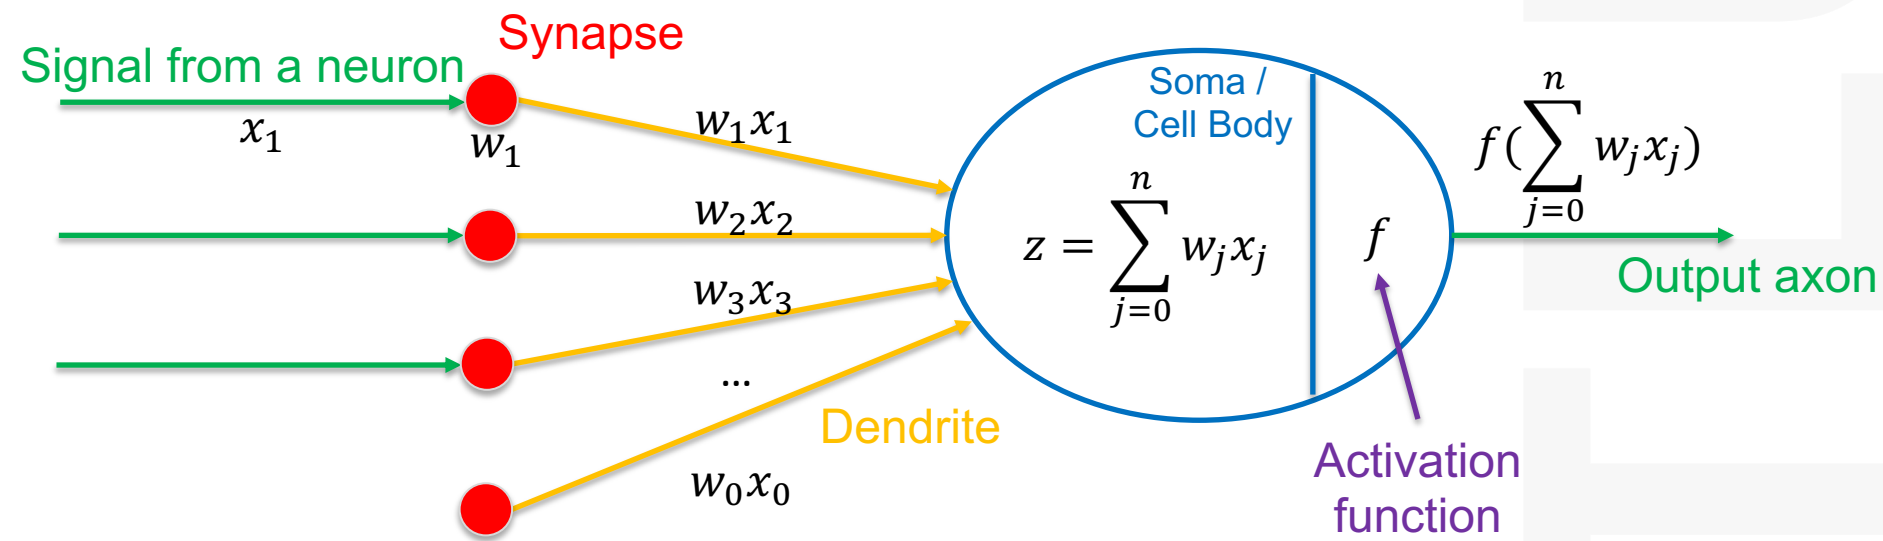 Synapse
Signal from a neuron
x₁
w₁
w₁x₁
w₂x₂
w₃x₃
...
w₀x₀
Dendrite
Soma /
Cell Body
z = ∑_{j=0}^{n} wⱼxⱼ
f
f(∑_{j=0}^{n} wⱼxⱼ)
Output axon
Activation
function